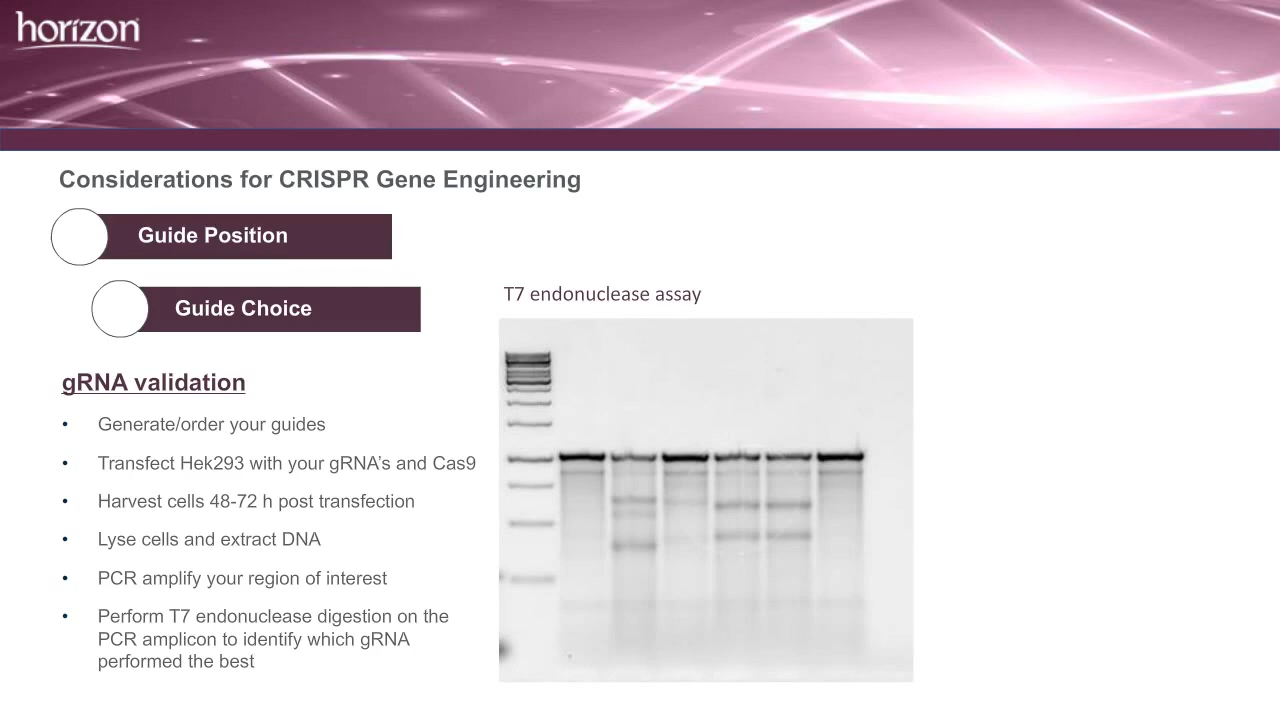 horizon
Considerations for CRISPR Gene Engineering
Guide Position
Guide Choice
T7 endonuclease assay
gRNA validation
• Generate/order your guides
• Transfect Hek293 with your gRNA’s and Cas9
• Harvest cells 48-72 h post transfection
• Lyse cells and extract DNA
• PCR amplify your region of interest
• Perform T7 endonuclease digestion on the
PCR amplicon to identify which gRNA
performed the best